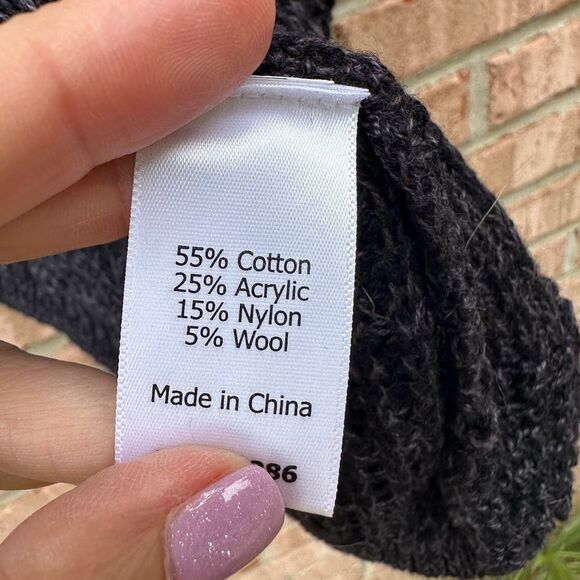 55% Cotton
25% Acrylic
15% Nylon
5% Wool
Made in China